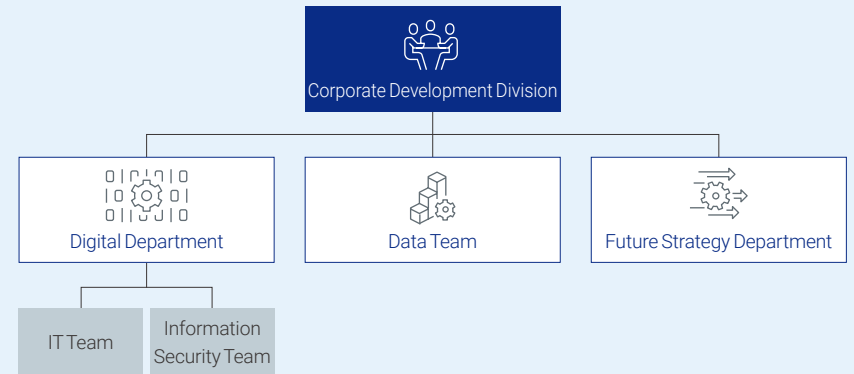 Corporate Development Division
Digital Department
Data Team
Future Strategy Department
IT Team
Information
Security Team